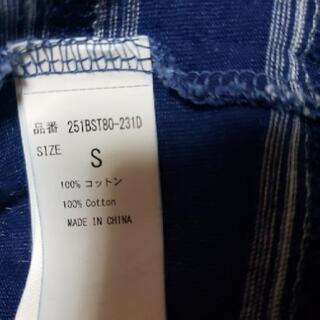 品番 251BST80-231D
SIZE
S
100% コットン
100% Cotton
MADE IN CHINA